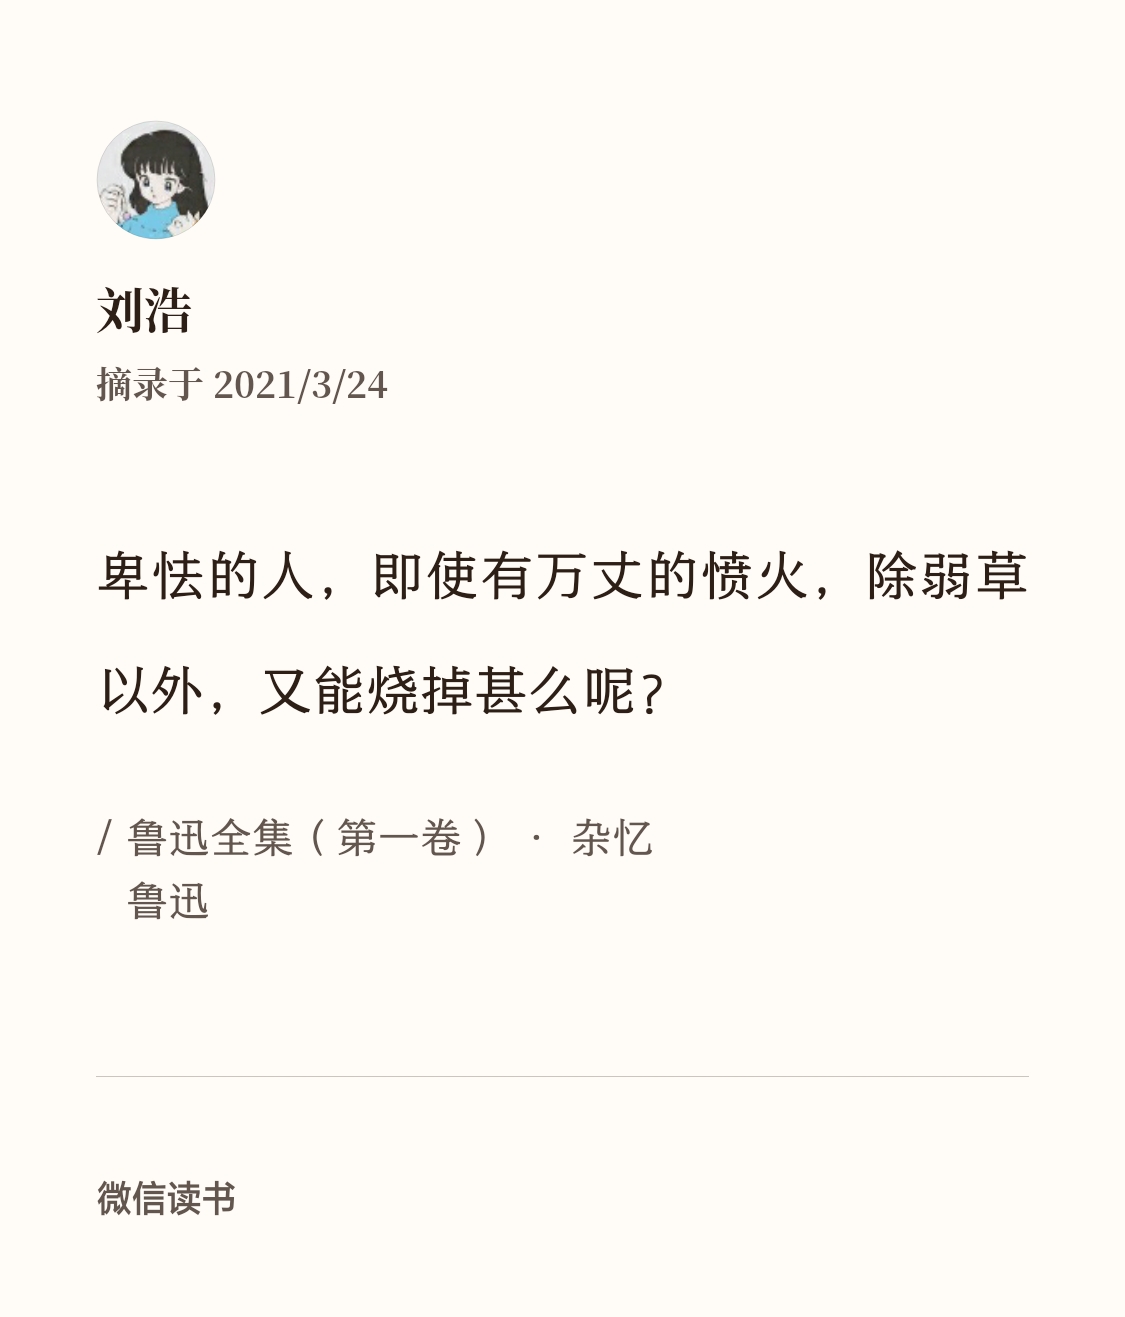 刘浩
摘录于 2021/3/24
卑怯的人，即使有万丈的愤火，除弱草
以外，又能烧掉甚么呢？
/ 鲁迅全集（第一卷） · 杂忆
鲁迅
微信读书